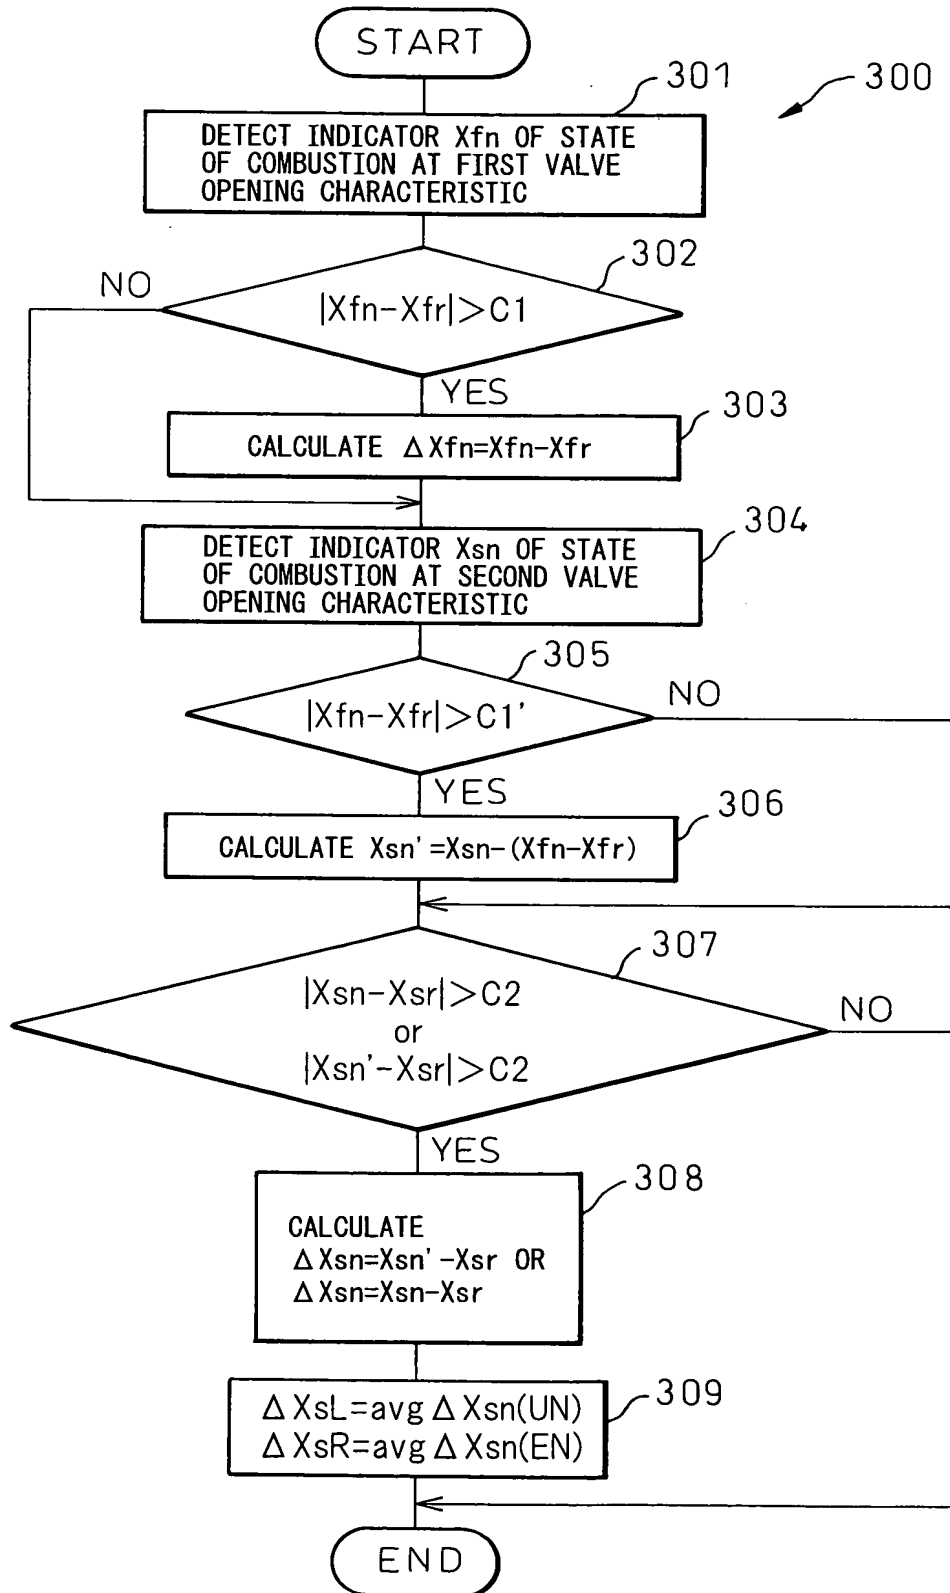 START
301
300
DETECT INDICATOR Xfn OF STATE
OF COMBUSTION AT FIRST VALVE
OPENING CHARACTERISTIC
302
NO
|Xfn-Xfr|>C1
YES
303
CALCULATE ΔXfn=Xfn-Xfr
304
DETECT INDICATOR Xsn OF STATE
OF COMBUSTION AT SECOND VALVE
OPENING CHARACTERISTIC
305
NO
|Xfn-Xfr|>C1'
YES
306
CALCULATE Xsn'=Xsn-(Xfn-Xfr)
307
|Xsn-Xsr|>C2
or
|Xsn'-Xsr|>C2
NO
YES
308
CALCULATE
ΔXsn=Xsn'-Xsr OR
ΔXsn=Xsn-Xsr
309
ΔXsL=avgΔXsn(UN)
ΔXsR=avgΔXsn(EN)
END